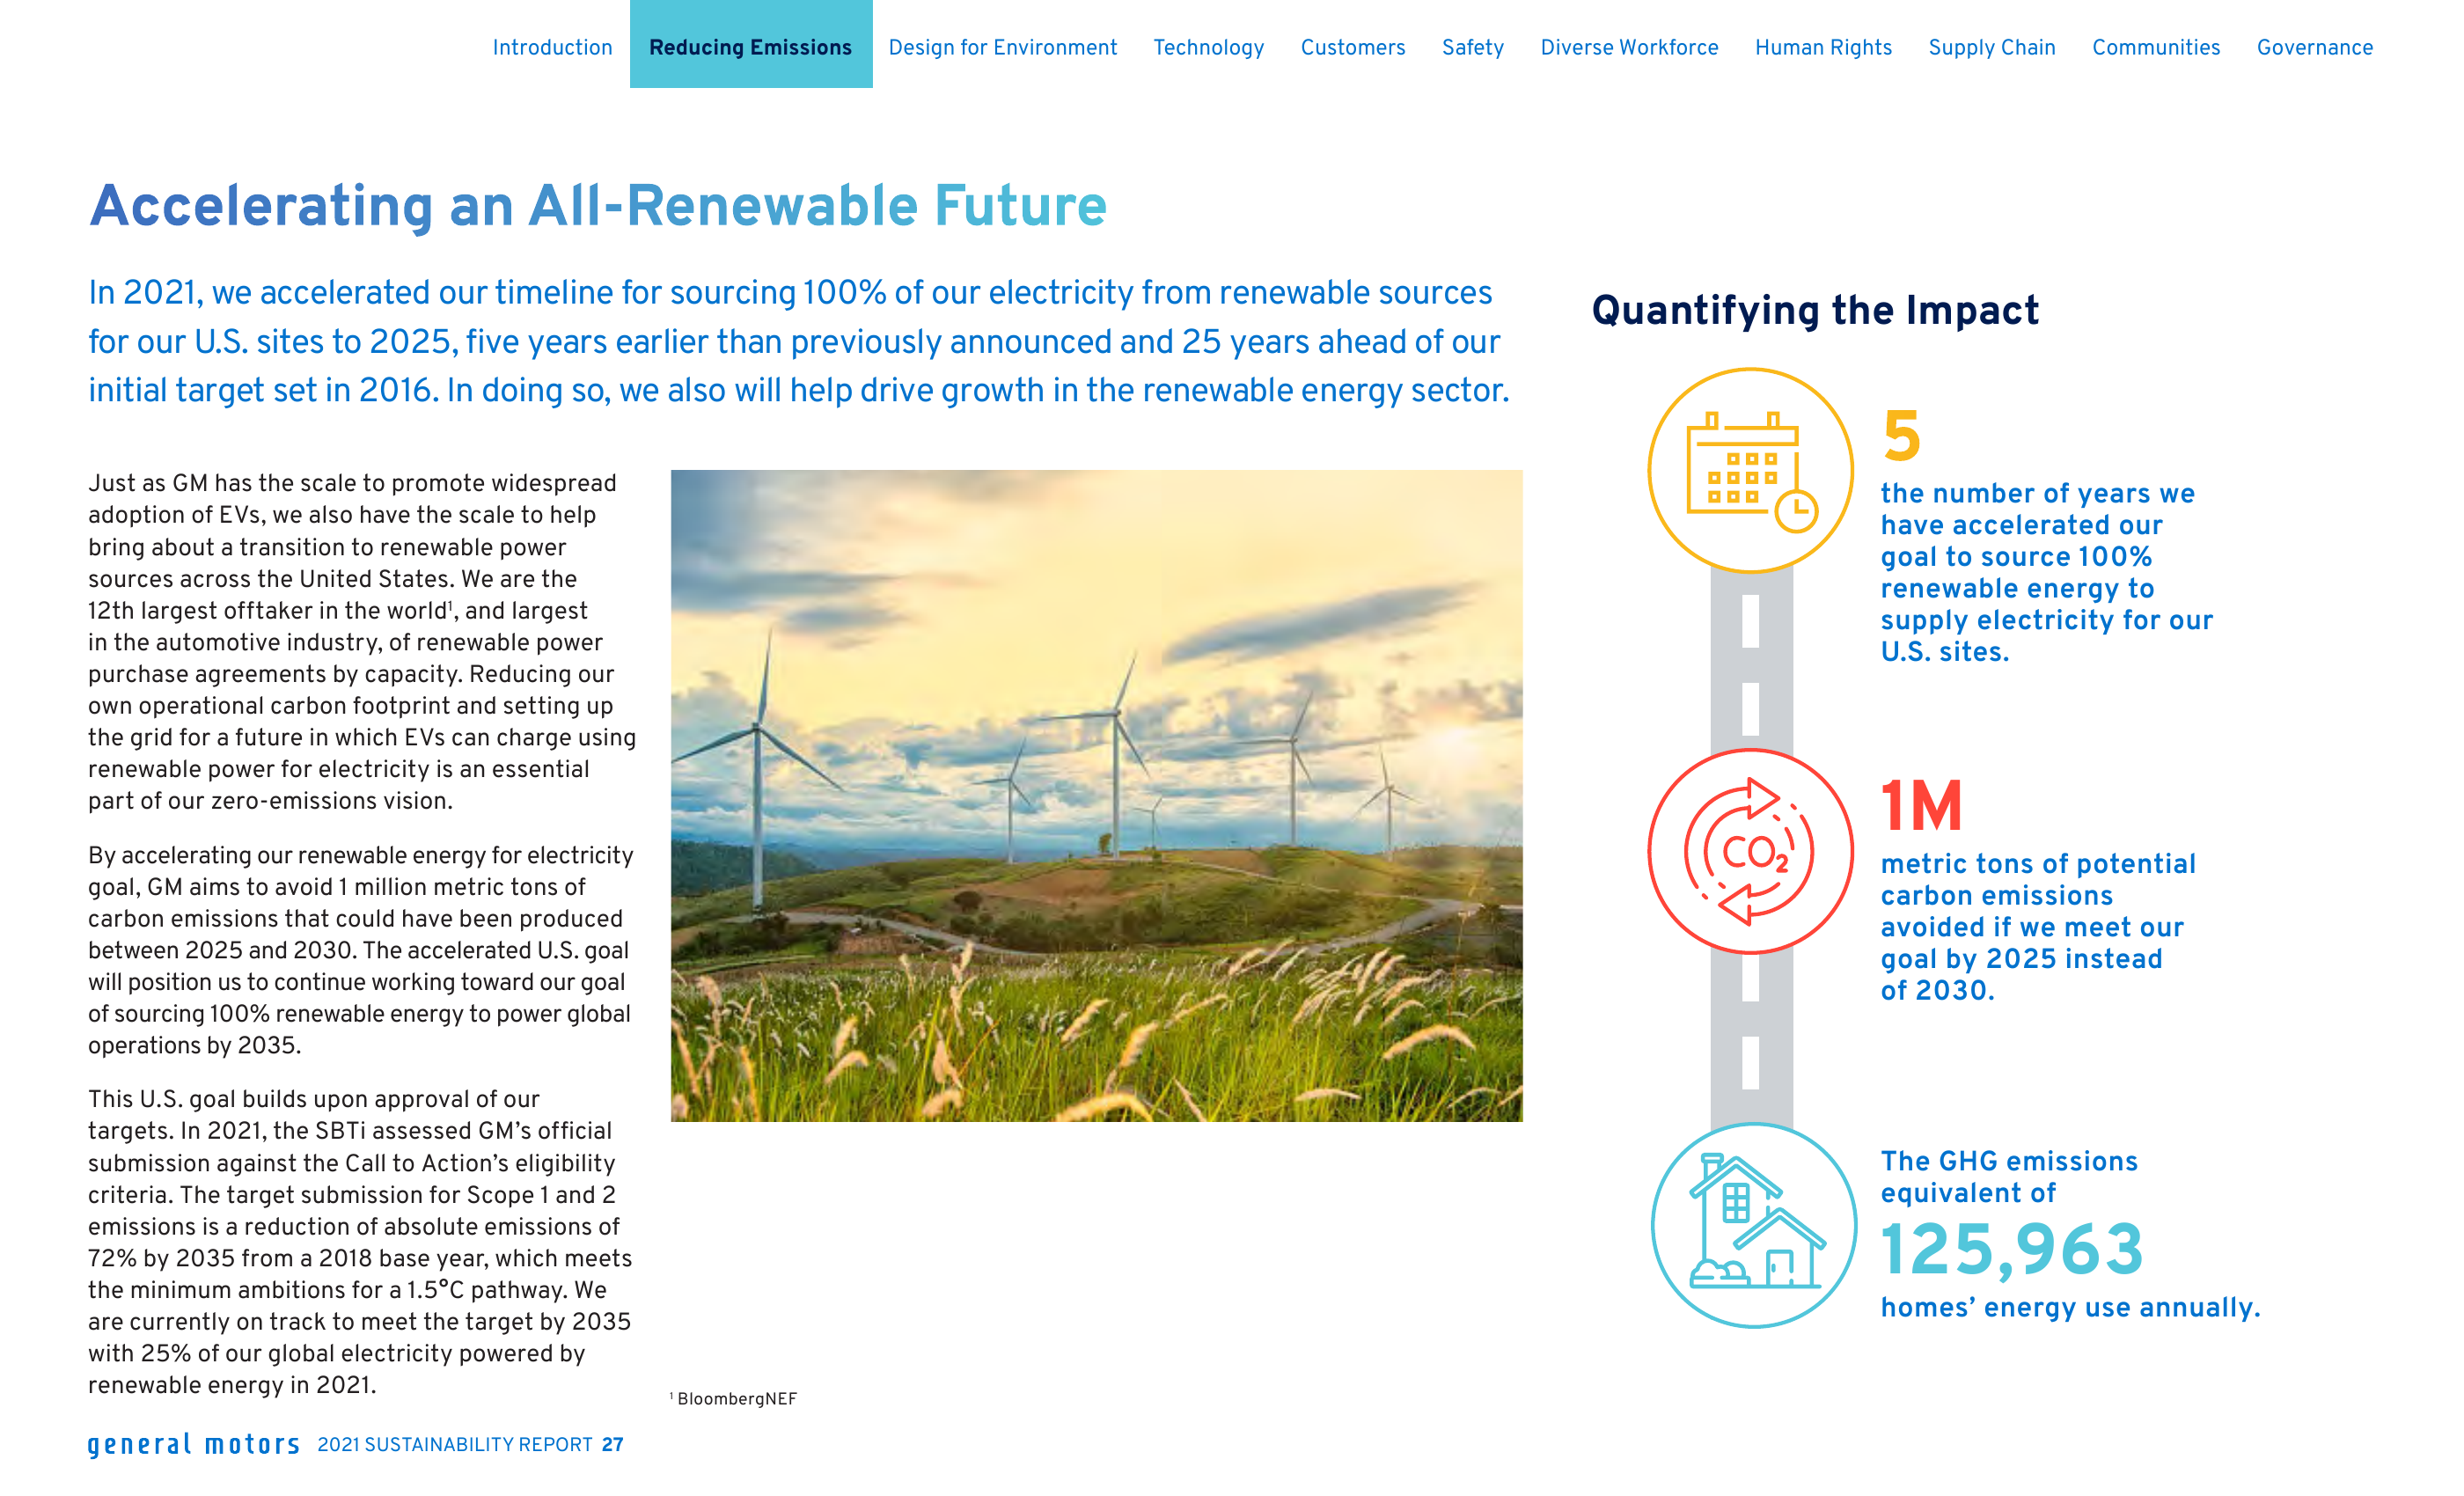 Introduction Reducing Emissions Design for Environment Technology Customers Safety Diverse Workforce Human Rights Supply Chain Communities Governance
Accelerating an All-Renewable Future
In 2021, we accelerated our timeline for sourcing 100% of our electricity from renewable sources
for our U.S. sites to 2025, five years earlier than previously announced and 25 years ahead of our
initial target set in 2016. In doing so, we also will help drive growth in the renewable energy sector.
Just as GM has the scale to promote widespread
adoption of EVs, we also have the scale to help
bring about a transition to renewable power
sources across the United States. We are the
12th largest offtaker in the world¹, and largest
in the automotive industry, of renewable power
purchase agreements by capacity. Reducing our
own operational carbon footprint and setting up
the grid for a future in which EVs can charge using
renewable power for electricity is an essential
part of our zero-emissions vision.
By accelerating our renewable energy for electricity
goal, GM aims to avoid 1 million metric tons of
carbon emissions that could have been produced
between 2025 and 2030. The accelerated U.S. goal
will position us to continue working toward our goal
of sourcing 100% renewable energy to power global
operations by 2035.
This U.S. goal builds upon approval of our
targets. In 2021, the SBTi assessed GM’s official
submission against the Call to Action’s eligibility
criteria. The target submission for Scope 1 and 2
emissions is a reduction of absolute emissions of
72% by 2035 from a 2018 base year, which meets
the minimum ambitions for a 1.5°C pathway. We
are currently on track to meet the target by 2035
with 25% of our global electricity powered by
renewable energy in 2021.
¹ BloombergNEF
Quantifying the Impact
5
the number of years we
have accelerated our
goal to source 100%
renewable energy to
supply electricity for our
U.S. sites.
CO₂
1M
metric tons of potential
carbon emissions
avoided if we meet our
goal by 2025 instead
of 2030.
The GHG emissions
equivalent of
125,963
homes’ energy use annually.
general motors 2021 SUSTAINABILITY REPORT 27